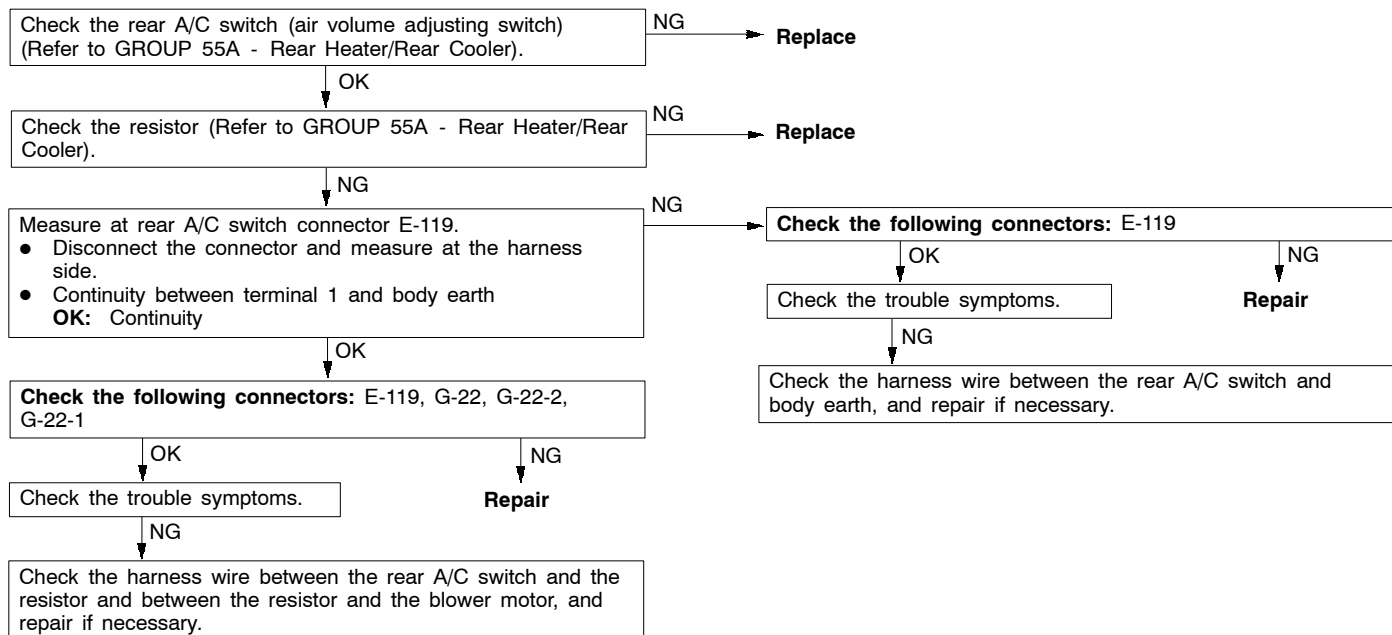 Check the rear A/C switch (air volume adjusting switch)
(Refer to GROUP 55A - Rear Heater/Rear Cooler).
NG
Replace
OK
Check the resistor (Refer to GROUP 55A - Rear Heater/Rear
Cooler).
NG
Replace
NG
Measure at rear A/C switch connector E-119.
● Disconnect the connector and measure at the harness
side.
● Continuity between terminal 1 and body earth
OK: Continuity
NG
Check the following connectors: E-119
OK
NG
Check the trouble symptoms.
Repair
NG
Check the harness wire between the rear A/C switch and
body earth, and repair if necessary.
OK
Check the following connectors: E-119, G-22, G-22-2,
G-22-1
OK
NG
Check the trouble symptoms.
Repair
NG
Check the harness wire between the rear A/C switch and the
resistor and between the resistor and the blower motor, and
repair if necessary.